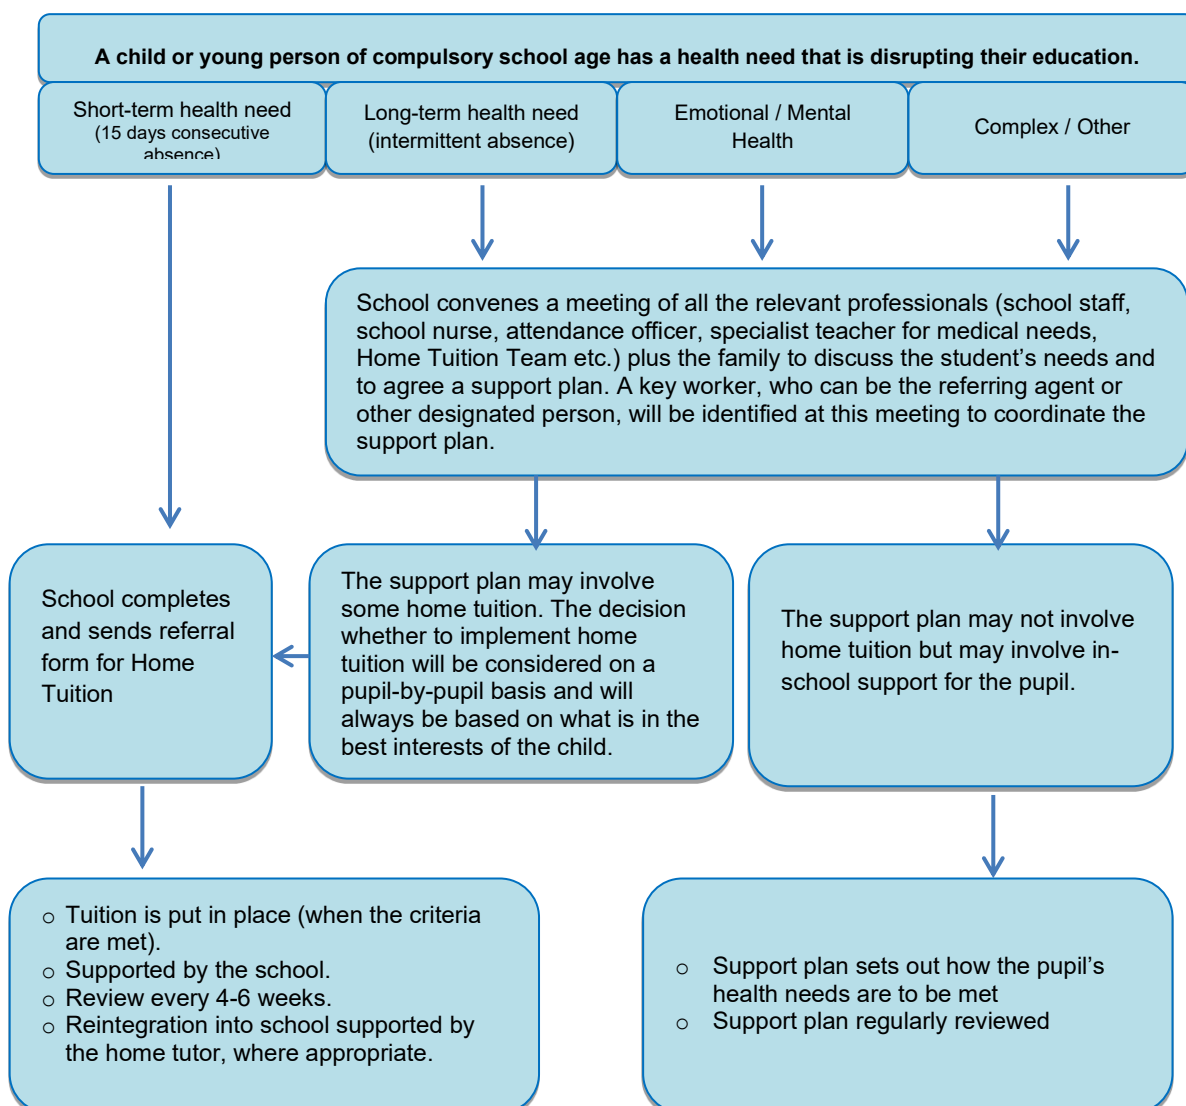 A child or young person of compulsory school age has a health need that is disrupting their education.
Short-term health need
(15 days consecutive
absence)
Long-term health need
(intermittent absence)
Emotional / Mental
Health
Complex / Other
School convenes a meeting of all the relevant professionals (school staff,
school nurse, attendance officer, specialist teacher for medical needs,
Home Tuition Team etc.) plus the family to discuss the student’s needs and
to agree a support plan. A key worker, who can be the referring agent or
other designated person, will be identified at this meeting to coordinate the
support plan.
School completes
and sends referral
form for Home
Tuition
The support plan may involve
some home tuition. The decision
whether to implement home
tuition will be considered on a
pupil-by-pupil basis and will
always be based on what is in the
best interests of the child.
The support plan may not involve
home tuition but may involve in-
school support for the pupil.
○ Tuition is put in place (when the criteria
are met).
○ Supported by the school.
○ Review every 4-6 weeks.
○ Reintegration into school supported by
the home tutor, where appropriate.
○ Support plan sets out how the pupil’s
health needs are to be met
○ Support plan regularly reviewed